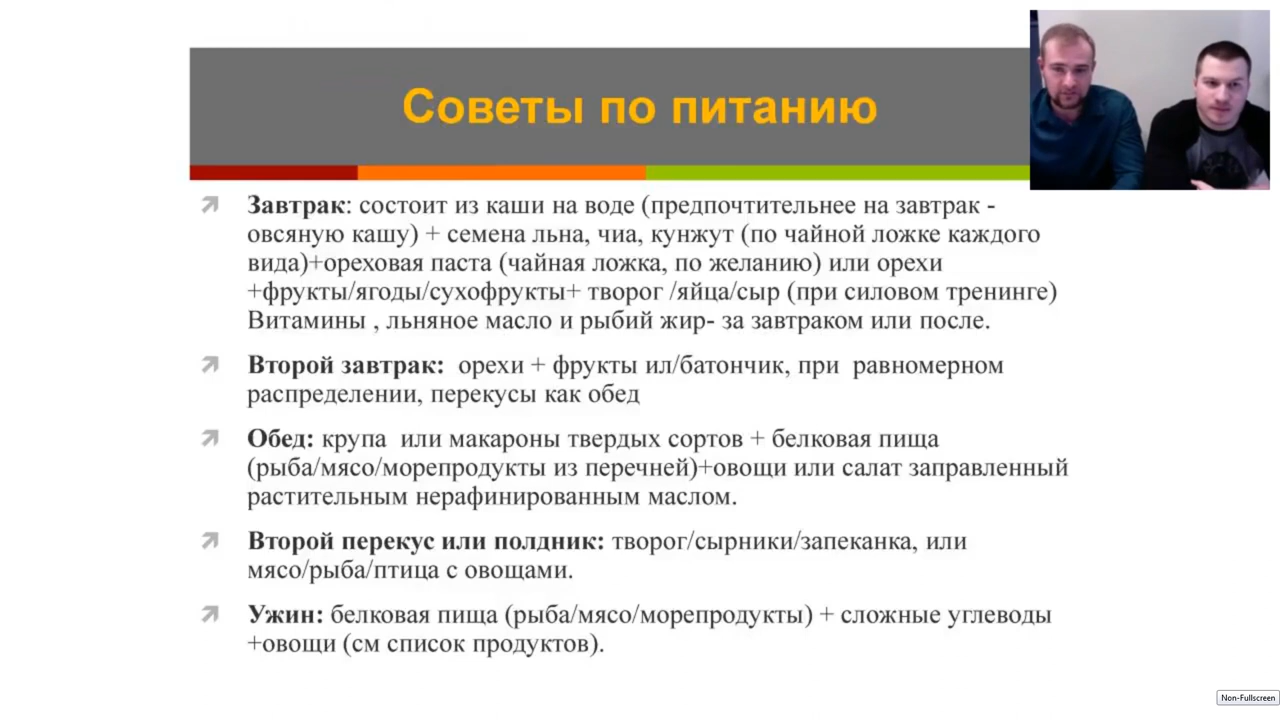 Советы по питанию
Завтрак: состоит из каши на воде (предпочтительнее на завтрак -
овсяную кашу) + семена льна, чиа, кунжут (по чайной ложке каждого
вида)+ореховая паста (чайная ложка, по желанию) или орехи
+фрукты/ягоды/сухофрукты+ творог /яйца/сыр (при силовом тренинге)
Витамины , льняное масло и рыбий жир- за завтраком или после.
Второй завтрак: орехи + фрукты ил/батончик, при равномерном
распределении, перекусы как обед
Обед: крупа или макароны твердых сортов + белковая пища
(рыба/мясо/морепродукты из перечней)+овощи или салат заправленный
растительным нерафинированным маслом.
Второй перекус или полдник: творог/сырники/запеканка, или
мясо/рыба/птица с овощами.
Ужин: белковая пища (рыба/мясо/морепродукты) + сложные углеводы
+овощи (см список продуктов).
Non-Fullscreen